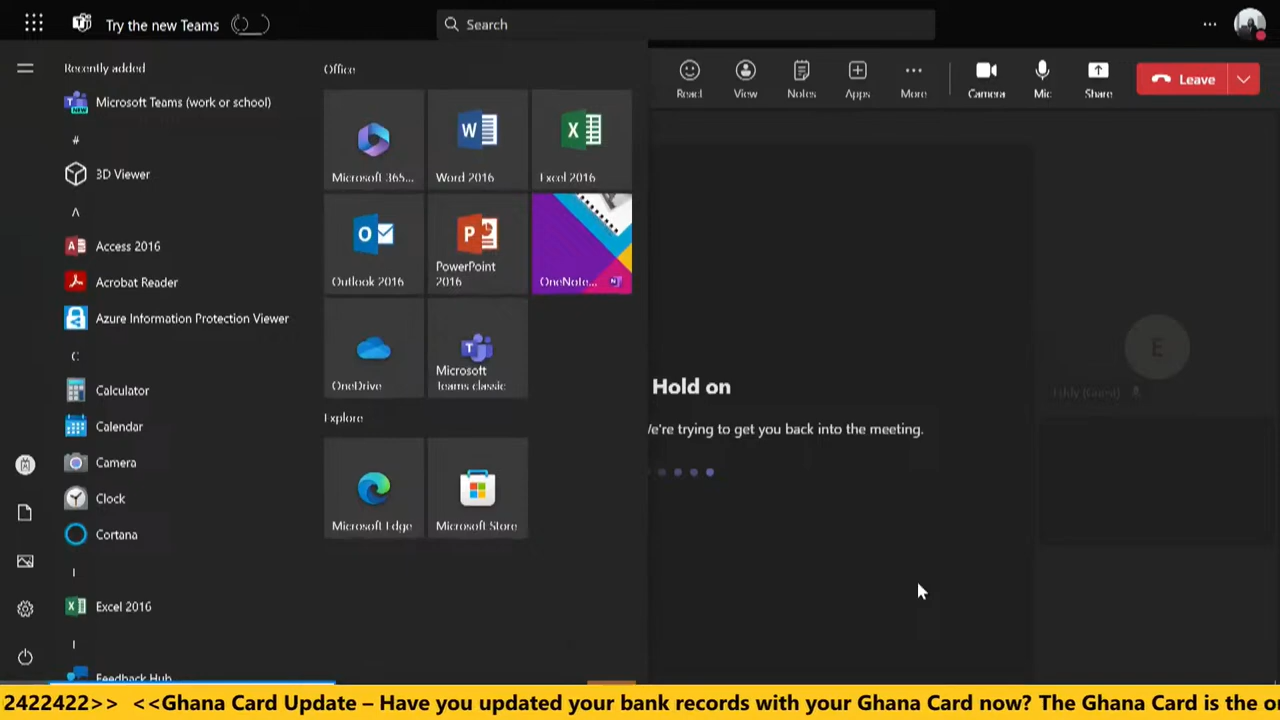 Try the new Teams
Search
Recently added
Office
Microsoft Teams (work or school)
NEW
#
3D Viewer
A
Access 2016
Acrobat Reader
Azure Information Protection Viewer
C
Calculator
Calendar
Camera
Clock
Cortana
Excel 2016
Feedback Hub
Microsoft 365...
Word 2016
Excel 2016
Outlook 2016
PowerPoint
2016
OneNote...
OneDrive
Microsoft
Teams classic
Explore
Microsoft Edge
Microsoft Store
React
View
Notes
Apps
More
Camera
Mic
Share
Leave
Hold on
We're trying to get you back into the meeting.
E
(Guest)
2422422>> <<Ghana Card Update – Have you updated your bank records with your Ghana Card now? The Ghana Card is the